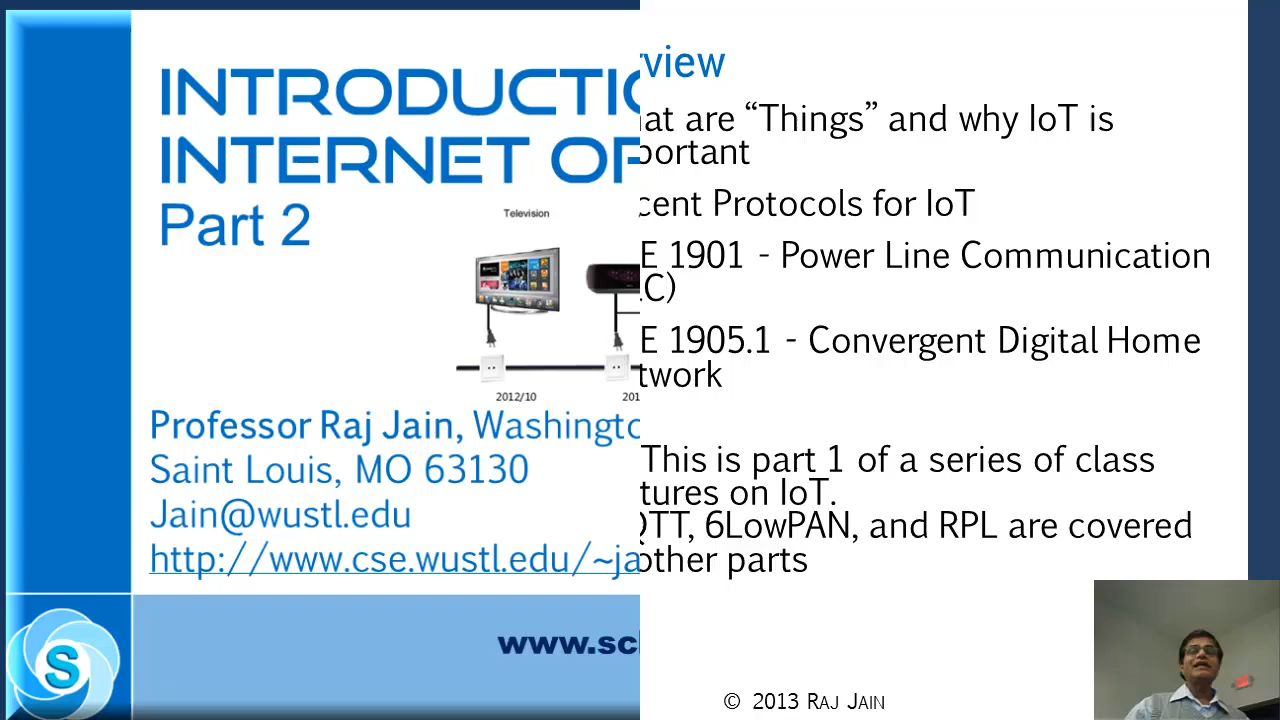 INTRODUCTIO
INTERNET OF
Part 2
Television
2012/10
201
Professor Raj Jain, Washingto
Saint Louis, MO 63130
Jain@wustl.edu
http://www.cse.wustl.edu/~ja
S
www.sc
rview
at are “Things” and why IoT is
portant
cent Protocols for IoT
E 1901 - Power Line Communication
C)
E 1905.1 - Convergent Digital Home
twork
This is part 1 of a series of class
tures on IoT.
QTT, 6LowPAN, and RPL are covered
other parts
© 2013 RAJ JAIN